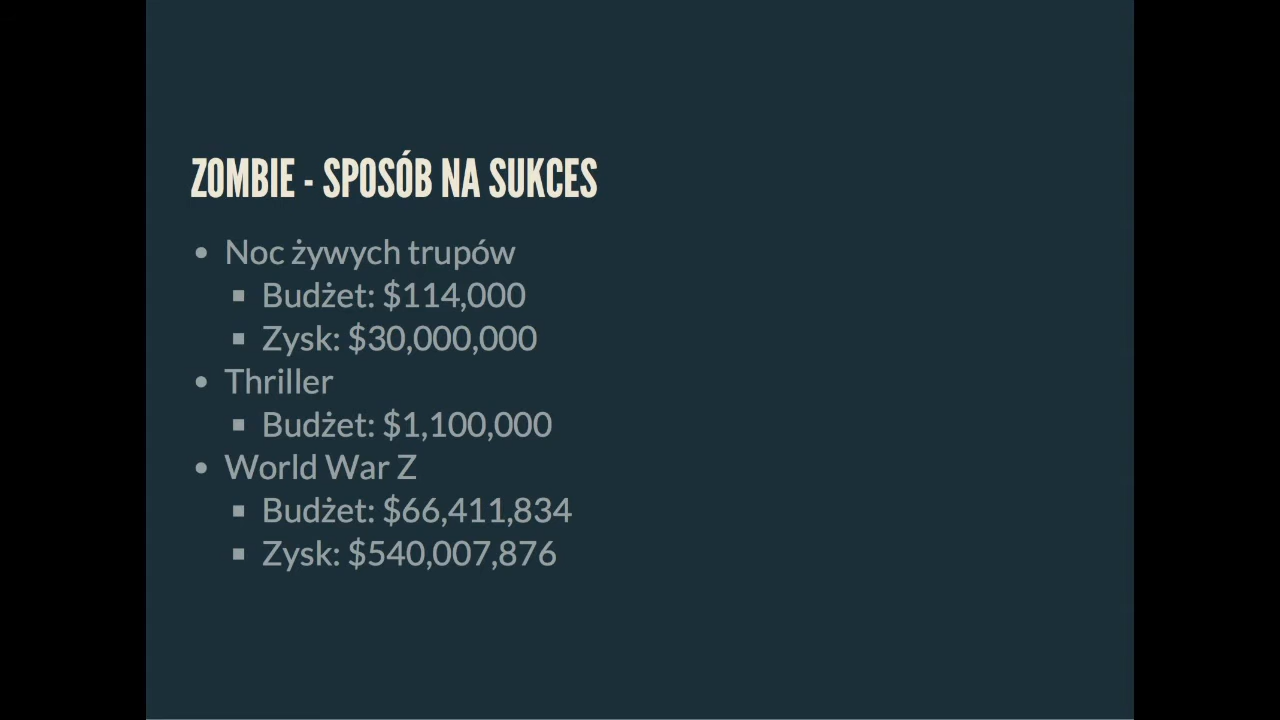 ZOMBIE - SPOSÓB NA SUKCES
• Noc żywych trupów
▪ Budżet: $114,000
▪ Zysk: $30,000,000
• Thriller
▪ Budżet: $1,100,000
• World War Z
▪ Budżet: $66,411,834
▪ Zysk: $540,007,876